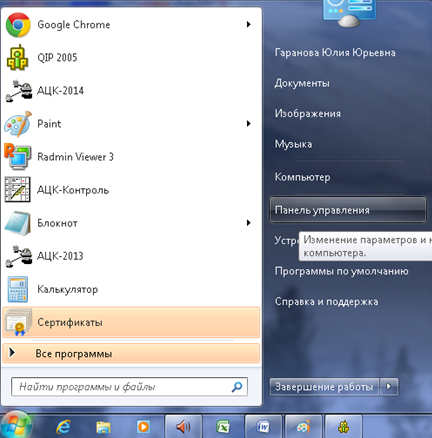 Google Chrome
QIP 2005
АЦК-2014
Paint
Radmin Viewer 3
АЦК-Контроль
Блокнот
АЦК-2013
Калькулятор
Сертификаты
Все программы
Найти программы и файлы
Гаранова Юлия Юрьевна
Документы
Изображения
Музыка
Компьютер
Панель управления
Устр
Изменение параметров и н
компьютера.
Программы по умолчанию
Справка и поддержка
Завершение работы